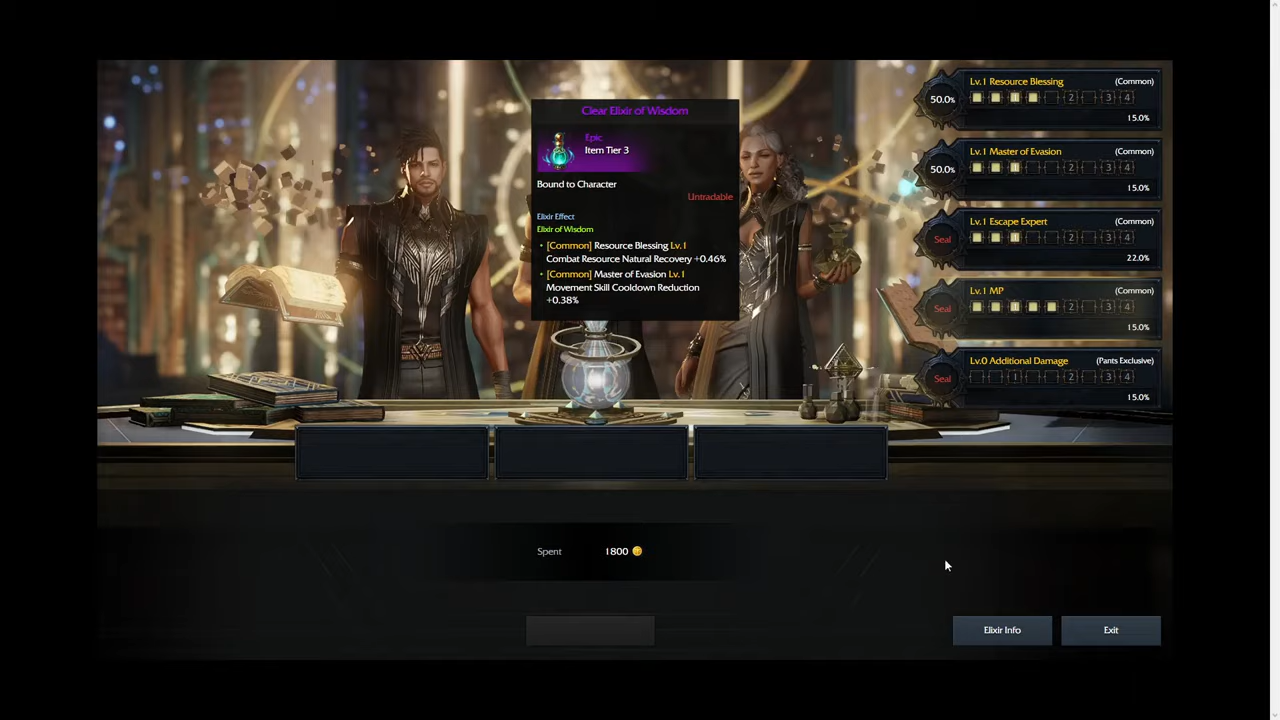 Clear Elixir of Wisdom
Epic
Item Tier 3
Bound to Character
Untradable
Elixir Effect
Elixir of Wisdom
• [Common] Resource Blessing Lv.1
Combat Resource Natural Recovery +0.46%
• [Common] Master of Evasion Lv.1
Movement Skill Cooldown Reduction
+0.38%
50.0%
Lv.1 Resource Blessing (Common)
1 2 3 4
15.0%
50.0%
Lv.1 Master of Evasion (Common)
1 2 3 4
15.0%
Seal
Lv.1 Escape Expert (Common)
1 2 3 4
22.0%
Seal
Lv.1 MP (Common)
1 2 3 4
15.0%
Seal
Lv.0 Additional Damage (Pants Exclusive)
1 2 3 4
15.0%
Spent 1800
Elixir Info
Exit